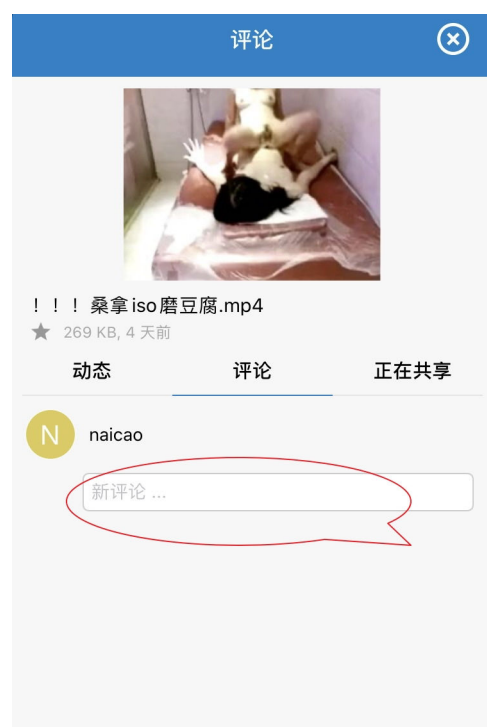 评论
！！！桑拿iso磨豆腐.mp4
★ 269 KB, 4 天前
动态 评论 正在共享
N naicao
新评论 ...